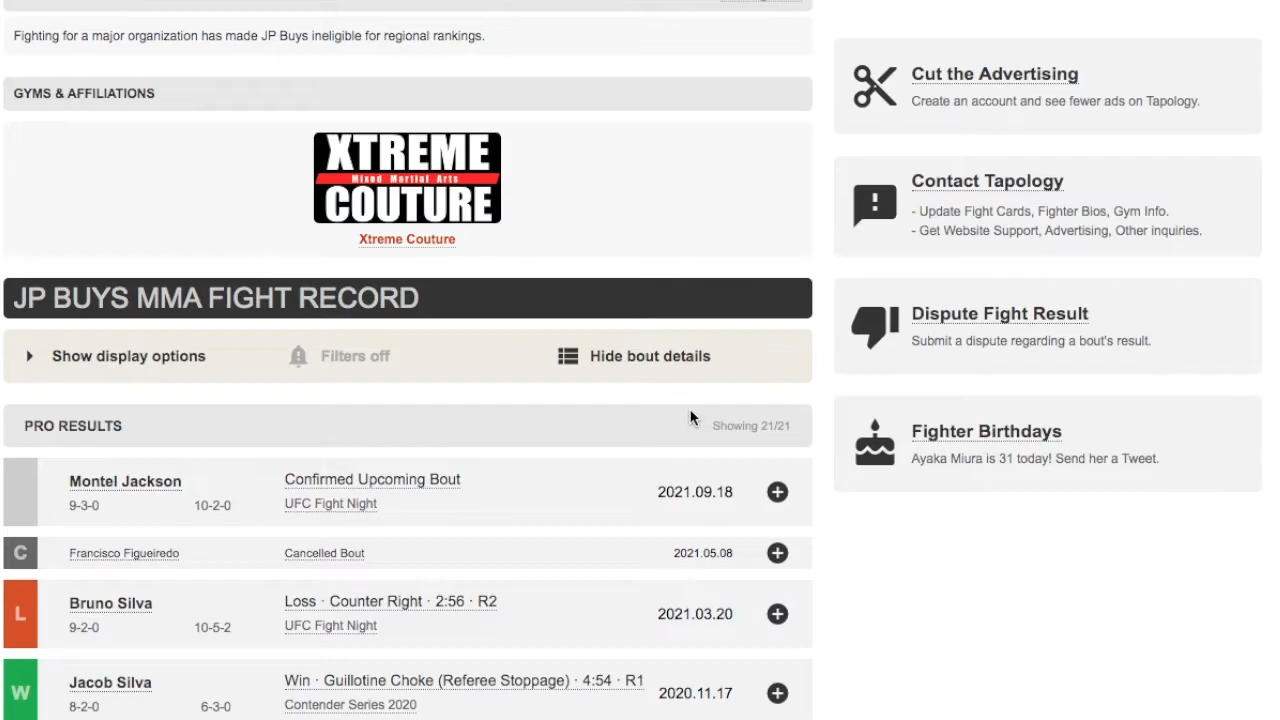 Fighting for a major organization has made JP Buys ineligible for regional rankings.
GYMS & AFFILIATIONS
XTREME
Mixed Martial Arts
COUTURE
Xtreme Couture
JP BUYS MMA FIGHT RECORD
Show display options
Filters off
Hide bout details
PRO RESULTS
Showing 21/21
Montel Jackson
Confirmed Upcoming Bout
9-3-0
10-2-0
UFC Fight Night
2021.09.18
C
Francisco Figueiredo
Cancelled Bout
2021.05.08
L
Bruno Silva
Loss · Counter Right · 2:56 · R2
9-2-0
10-5-2
UFC Fight Night
2021.03.20
W
Jacob Silva
Win · Guillotine Choke (Referee Stoppage) · 4:54 · R1
8-2-0
6-3-0
Contender Series 2020
2020.11.17
Cut the Advertising
Create an account and see fewer ads on Tapology.
Contact Tapology
- Update Fight Cards, Fighter Bios, Gym Info.
- Get Website Support, Advertising, Other inquiries.
Dispute Fight Result
Submit a dispute regarding a bout's result.
Fighter Birthdays
Ayaka Miura is 31 today! Send her a Tweet.